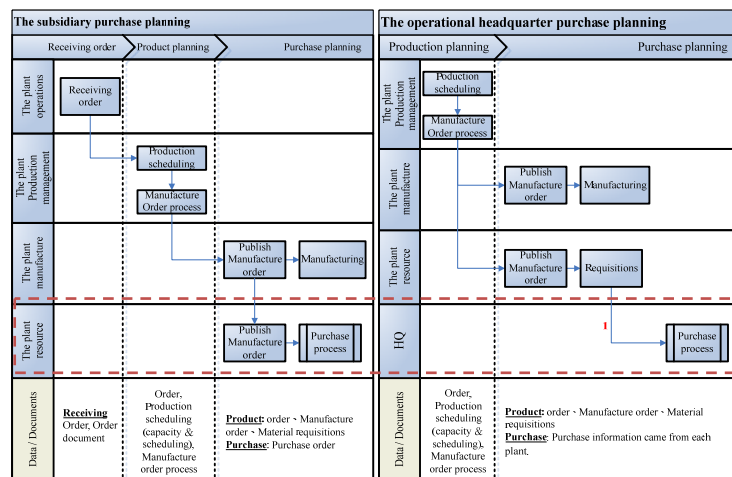 The subsidiary purchase planning
Receiving order
Product planning
Purchase planning
The plant
operations
Receiving
order
The plant
Production
management
Production
scheduling
Manufacture
Order process
The plant
manufacture
Publish
Manufacture
order
Manufacturing
The plant
resource
Publish
Manufacture
order
Purchase
process
Data / Documents
Receiving
Order, Order
document
Order,
Production
scheduling
(capacity &
scheduling),
Manufacture
order process
Product: order、Manufacture
order、Material requisitions
Purchase: Purchase order
The operational headquarter purchase planning
Production planning
Purchase planning
The plant
Production
management
Poduction
scheduling
Manufacture
Order process
The plant
manufacture
Publish
Manufacture
order
Manufacturing
The plant
resource
Publish
Manufacture
order
Requisitions
1
HQ
Purchase
process
Data / Documents
Order,
Production
scheduling
(capacity &
scheduling),
Manufacture
order process
Product: order、Manufacture order、Material
requisitions
Purchase: Purchase information came from each
plant.